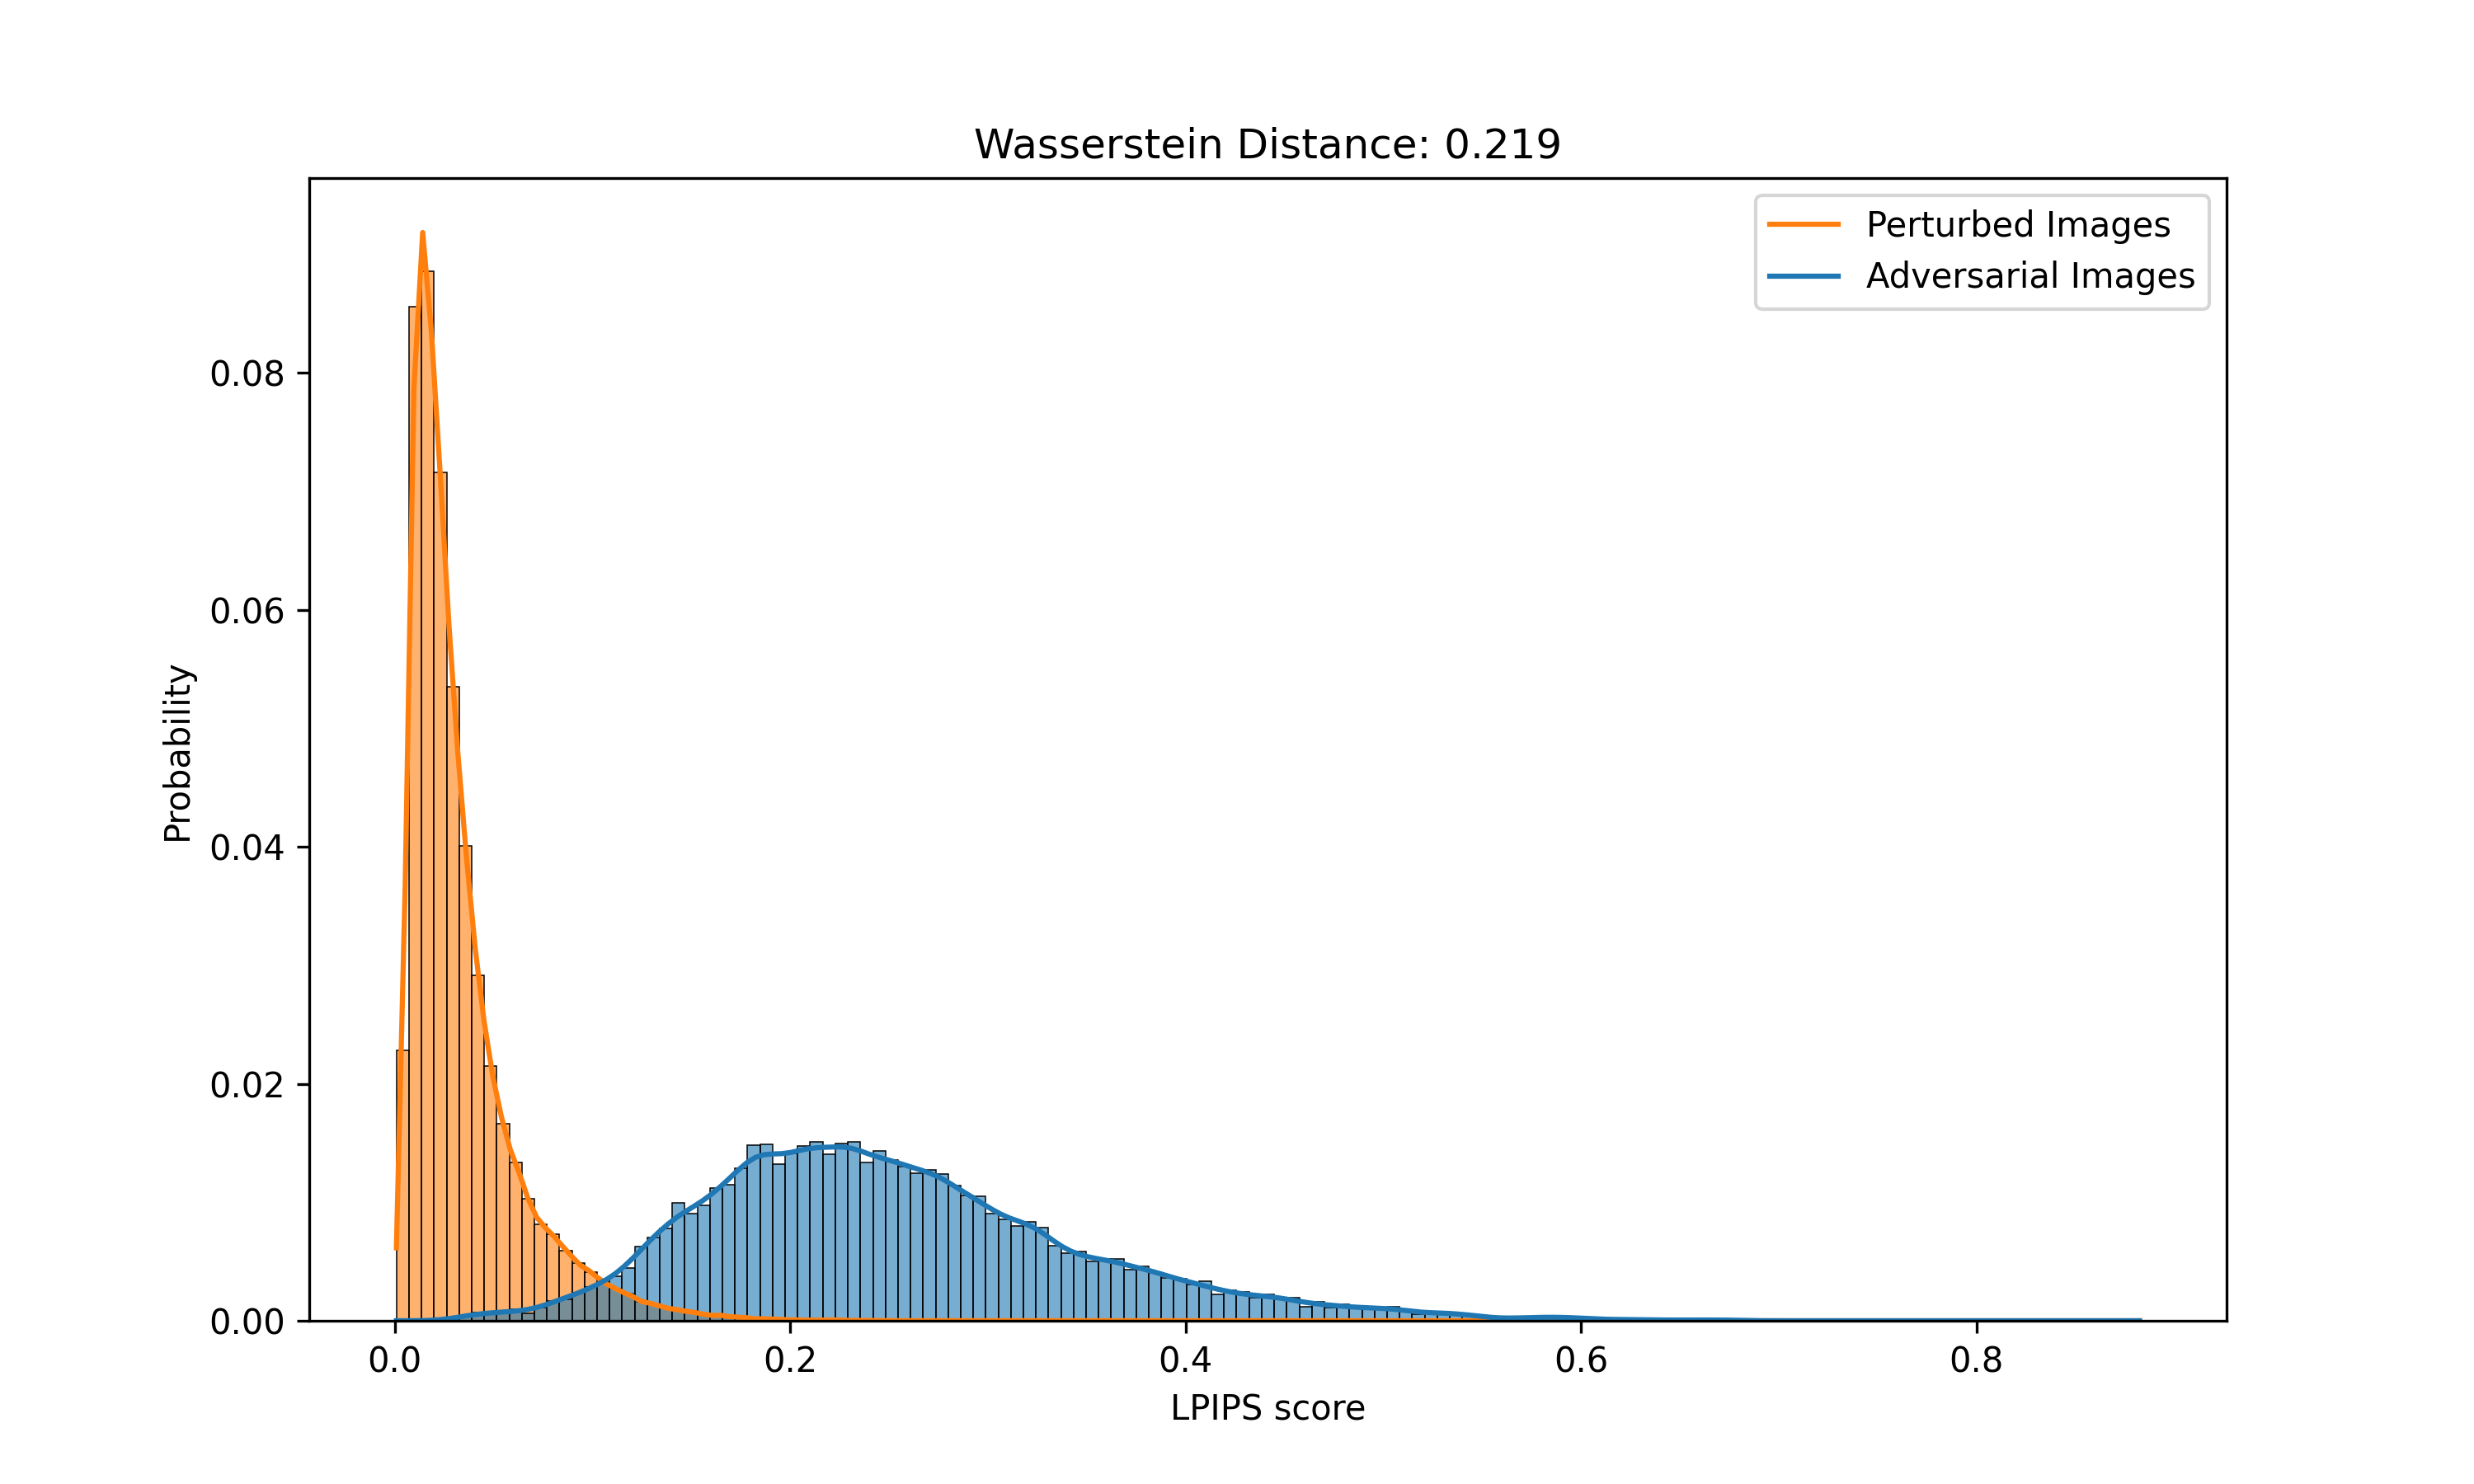 Wasserstein Distance: 0.219
Perturbed Images
Adversarial Images
Probability
0.08
0.06
0.04
0.02
0.00
0.0 0.2 0.4 0.6 0.8
LPIPS score